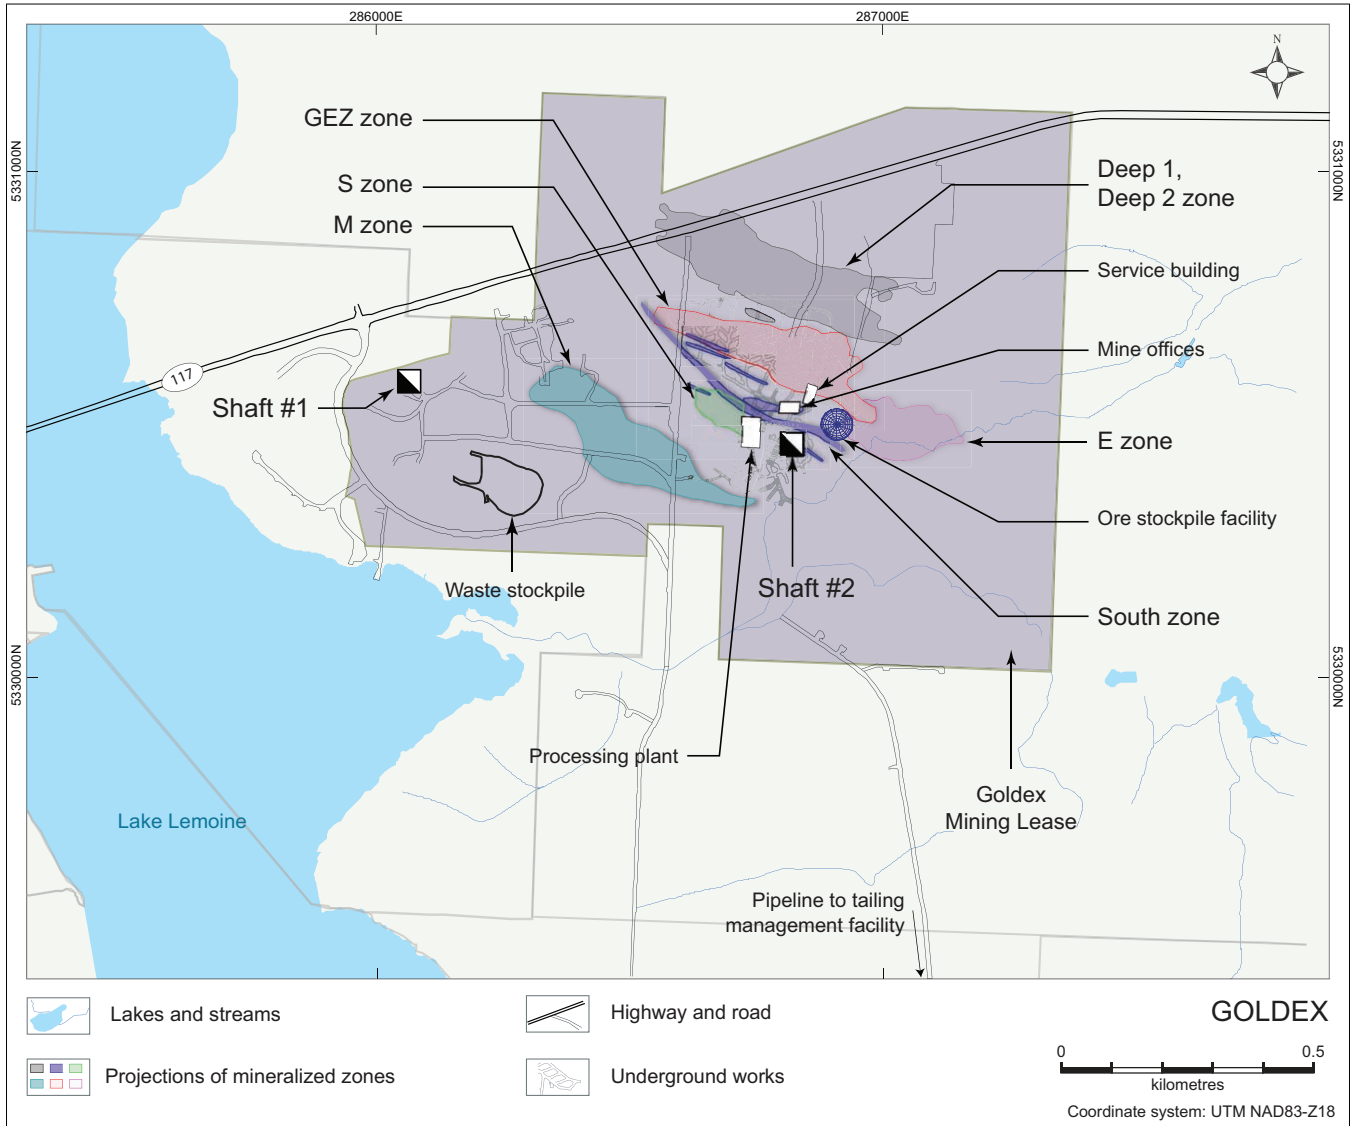 286000E
287000E
N
5331000N
5331000N
GEZ zone
S zone
M zone
Deep 1,
Deep 2 zone
Service building
Mine offices
117
Shaft #1
E zone
Ore stockpile facility
Waste stockpile
Shaft #2
South zone
5330000N
5330000N
Processing plant
Goldex
Mining Lease
Lake Lemoine
Pipeline to tailing
management facility
Lakes and streams
Highway and road
GOLDEX
Projections of mineralized zones
Underground works
0
0.5
kilometres
Coordinate system: UTM NAD83-Z18